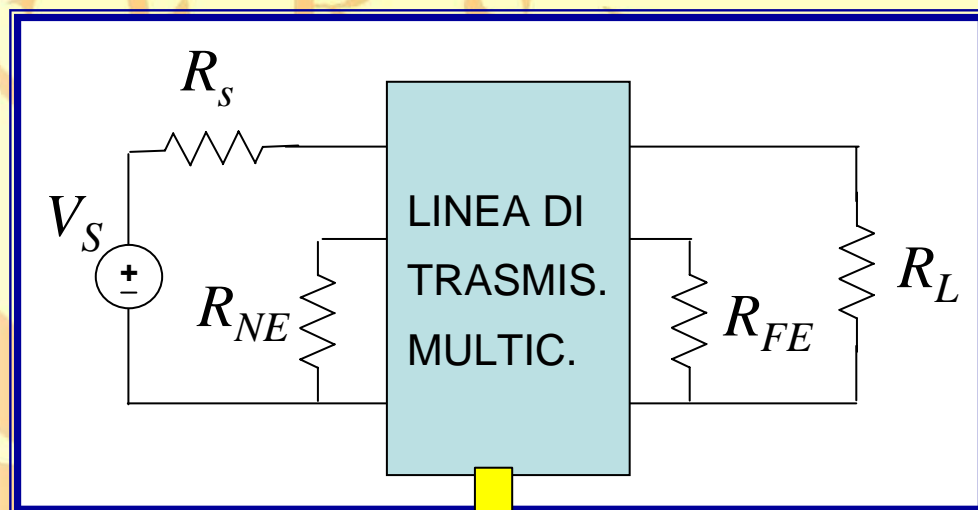 R_s
V_S
+
−
R_NE
LINEA DI
TRASMIS.
MULTIC.
R_FE
R_L